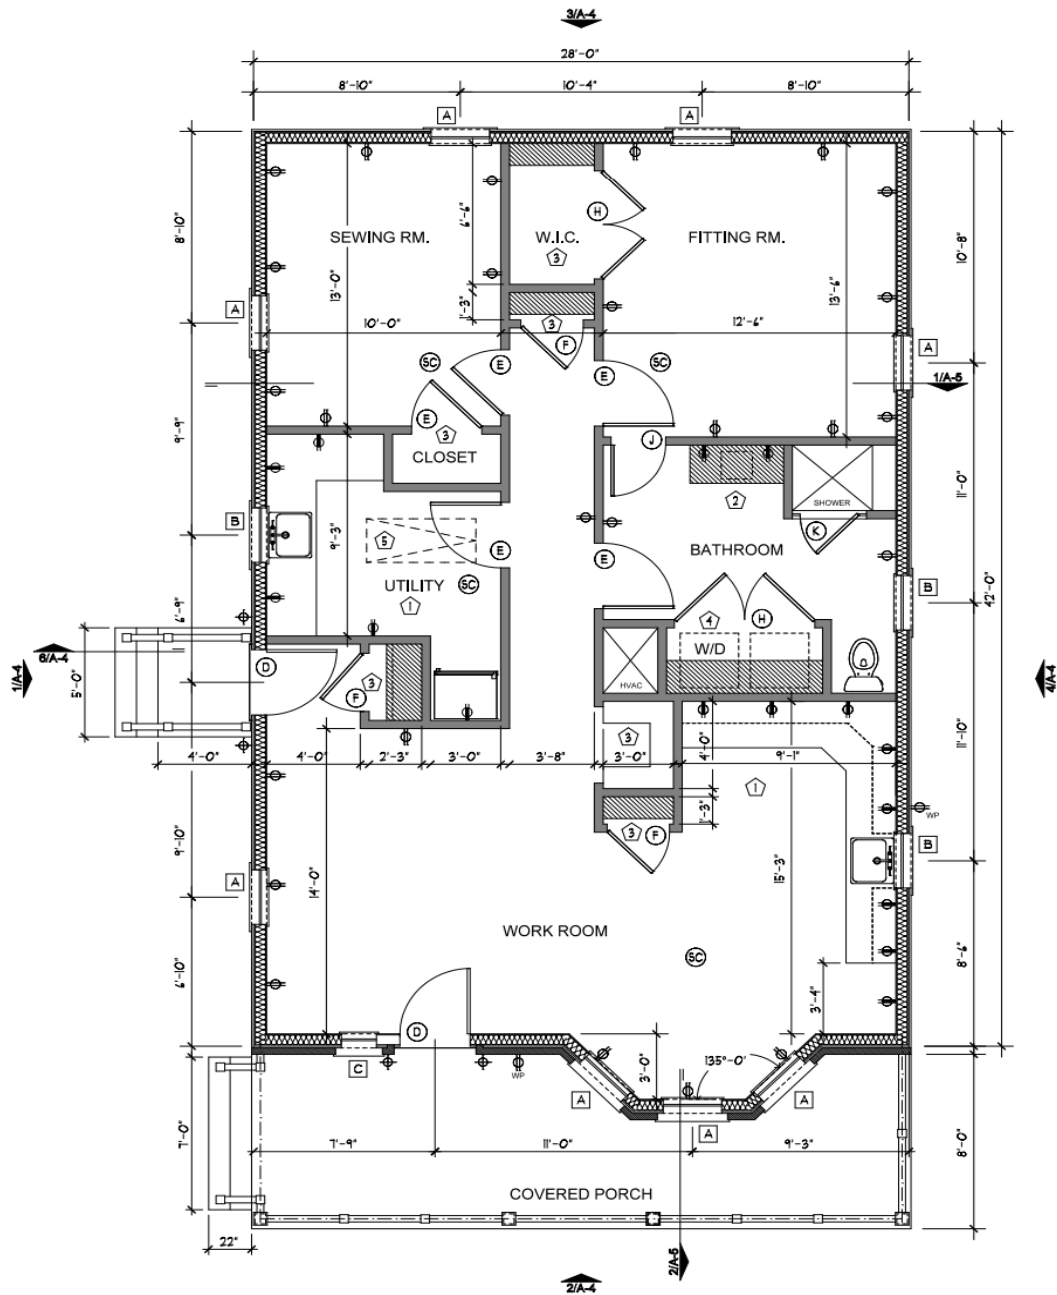 3/A-4
28'-0"
8'-10" 10'-4" 8'-10"
A A
8'-10" 10'-8"
6'-6"
H
SEWING RM. W.I.C. FITTING RM.
3
13'-0" 13'-6"
A 1'-3"
10'-0" 3 12'-6"
F A
SC E E SC
1/A-5
9'-9" E
3 J
CLOSET
11'-0"
2 SHOWER
B 9'-3" K
5
E E BATHROOM
UTILITY SC B
1 42'-0"
6'-9" 4 H
W/D
6/A-4 D
1/A-4 5'-0" F 3 HVAC 4/A-4
3 11'-10"
4'-0" 4'-0" 2'-3" 3'-0" 3'-8" 3'-0" 4'-0" 9'-1"
1
1'-3" WP
3 F
9'-10" B
A 14'-0" 15'-3"
WORK ROOM
SC
8'-6"
6'-10" 3'-4"
D
3'-0" 135°-0'
C WP
A A
A
7'-0" 8'-0"
7'-9" 11'-0" 9'-3"
COVERED PORCH
22"
2/A-5
2/A-4